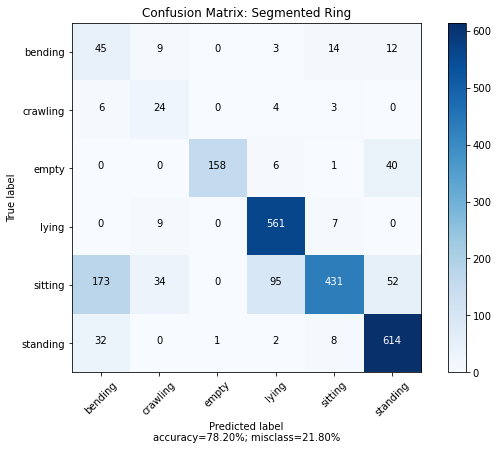 Confusion Matrix: Segmented Ring
bending 45 9 0 3 14 12
crawling 6 24 0 4 3 0
empty 0 0 158 6 1 40
lying 0 9 0 561 7 0
sitting 173 34 0 95 431 52
standing 32 0 1 2 8 614
True label
bending crawling empty lying sitting standing
Predicted label
accuracy=78.20%; misclass=21.80%
600
500
400
300
200
100
0